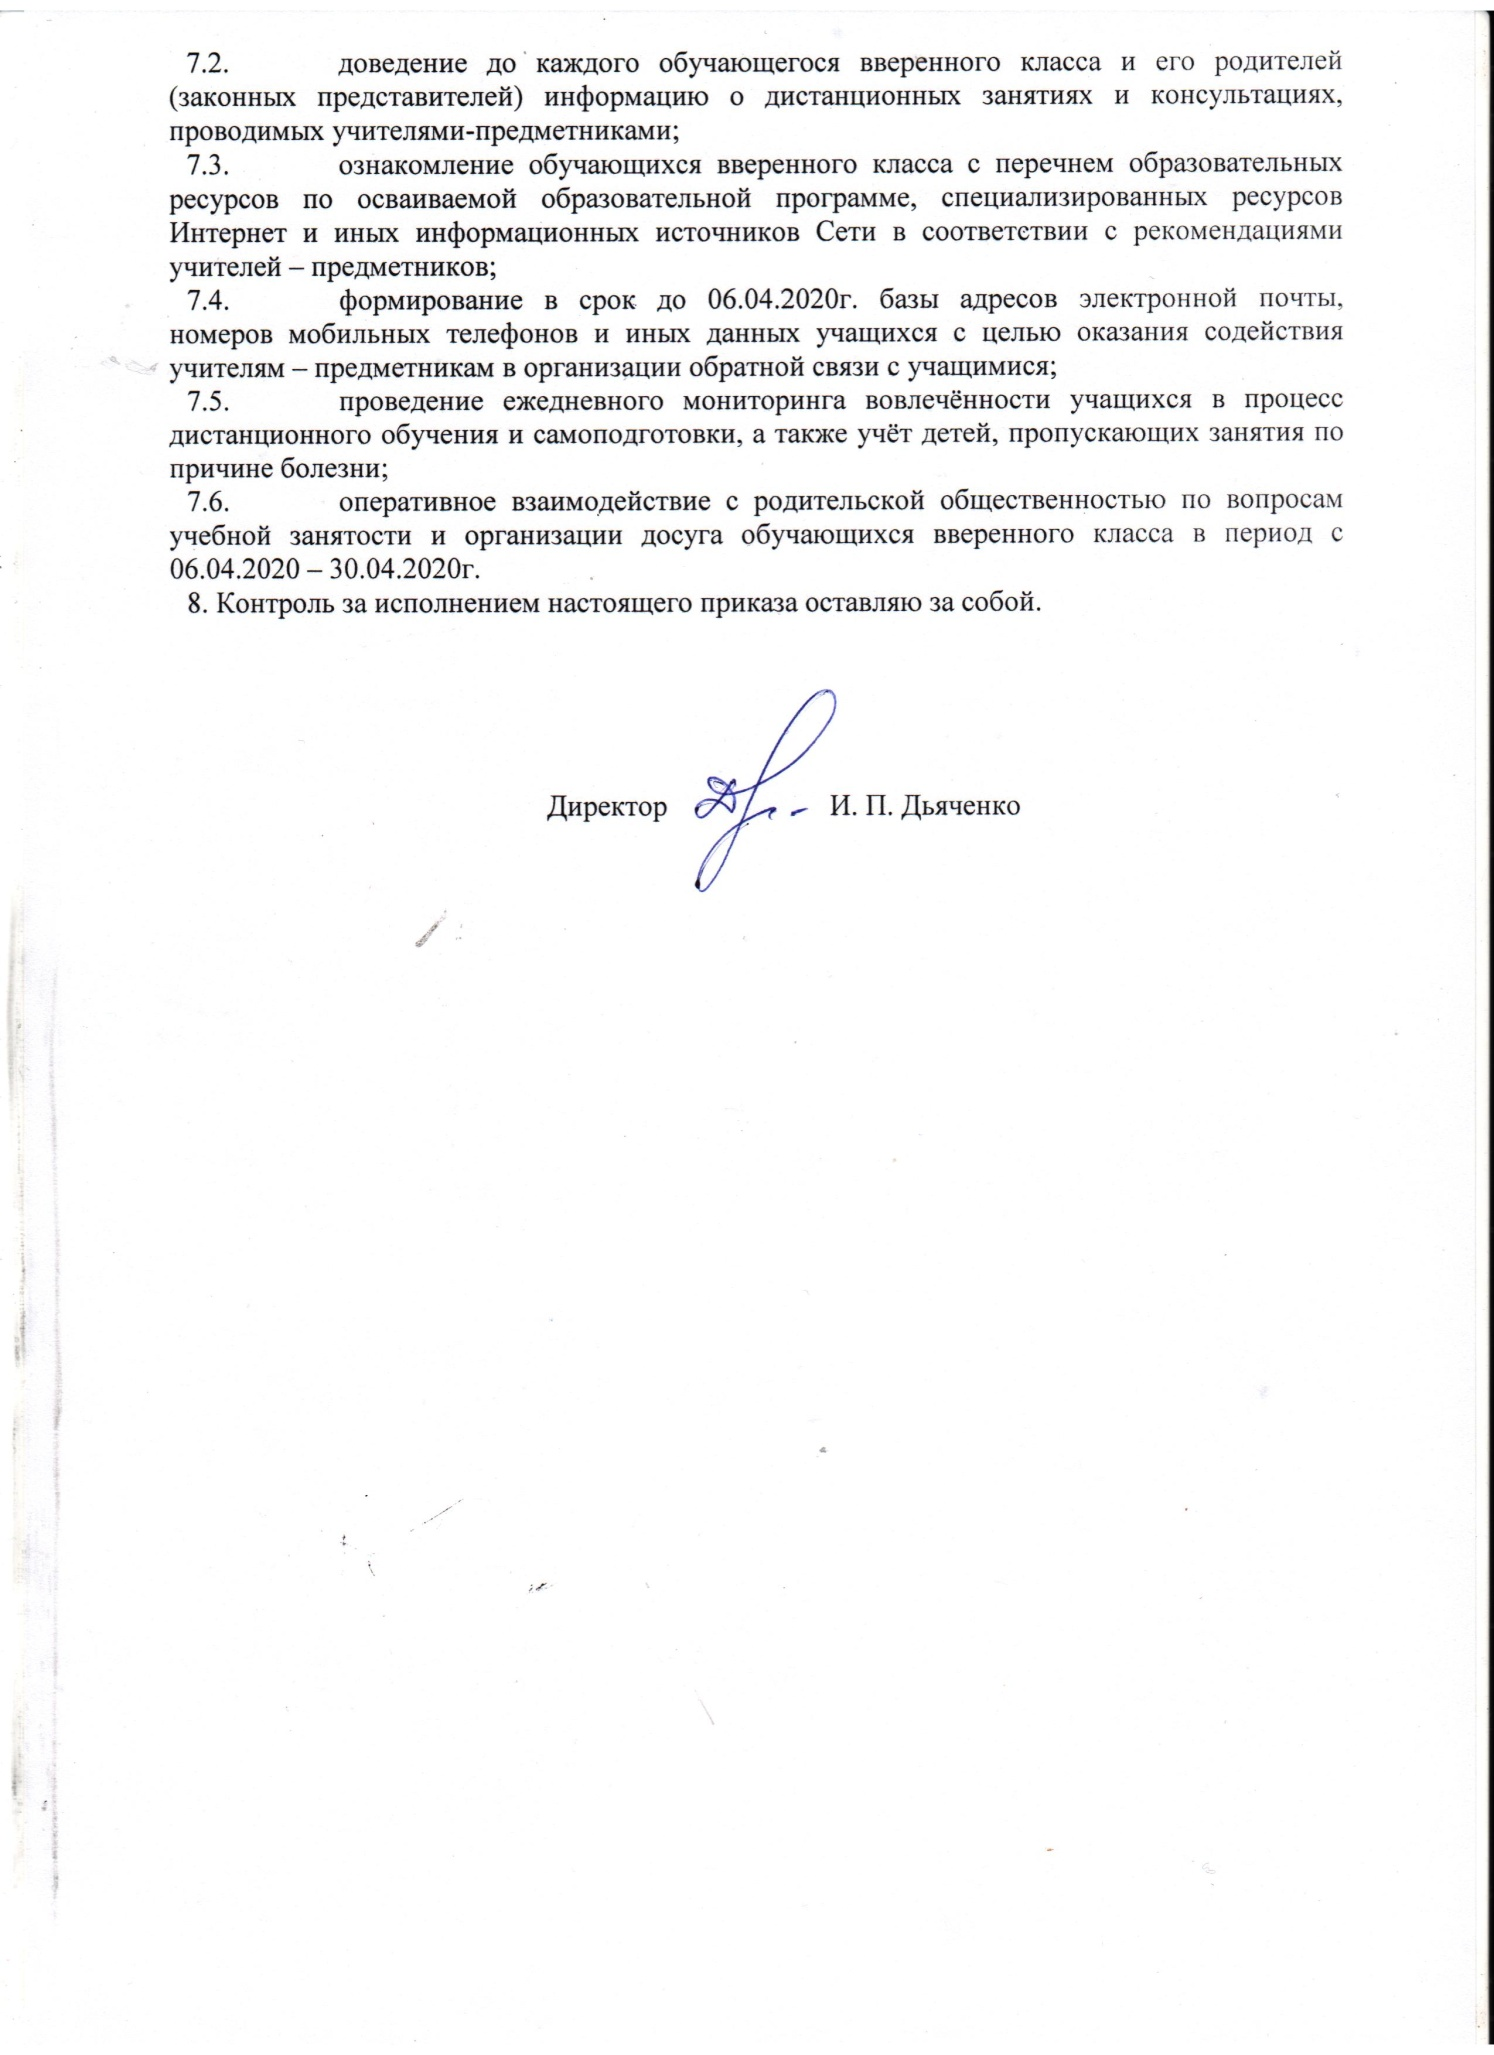 7.2. доведение до каждого обучающегося вверенного класса и его родителей
(законных представителей) информацию о дистанционных занятиях и консультациях,
проводимых учителями-предметниками;
7.3. ознакомление обучающихся вверенного класса с перечнем образовательных
ресурсов по осваиваемой образовательной программе, специализированных ресурсов
Интернет и иных информационных источников Сети в соответствии с рекомендациями
учителей – предметников;
7.4. формирование в срок до 06.04.2020г. базы адресов электронной почты,
номеров мобильных телефонов и иных данных учащихся с целью оказания содействия
учителям – предметникам в организации обратной связи с учащимися;
7.5. проведение ежедневного мониторинга вовлечённости учащихся в процесс
дистанционного обучения и самоподготовки, а также учёт детей, пропускающих занятия по
причине болезни;
7.6. оперативное взаимодействие с родительской общественностью по вопросам
учебной занятости и организации досуга обучающихся вверенного класса в период с
06.04.2020 – 30.04.2020г.
8. Контроль за исполнением настоящего приказа оставляю за собой.
Директор И. П. Дьяченко